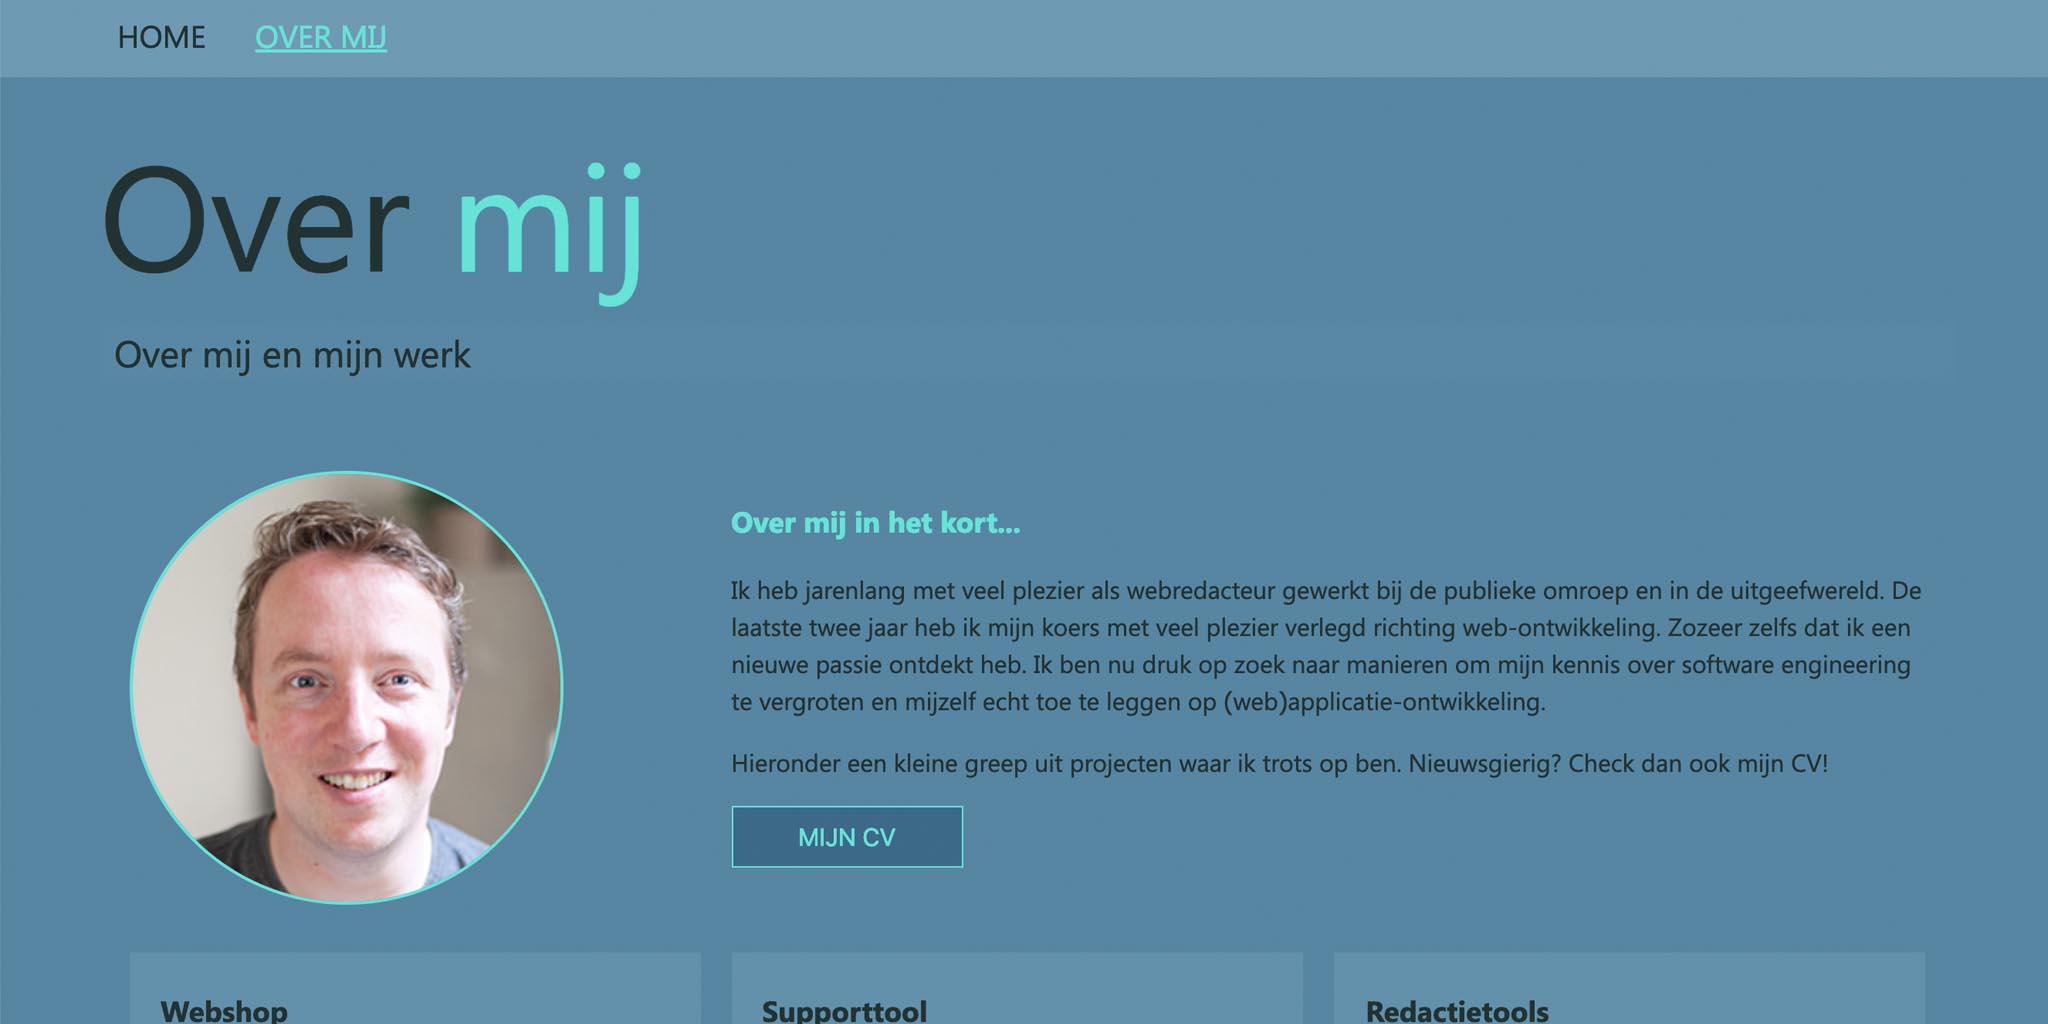 HOME OVER MIJ
Over mij
Over mij en mijn werk
Over mij in het kort...
Ik heb jarenlang met veel plezier als webredacteur gewerkt bij de publieke omroep en in de uitgeefwereld. De
laatste twee jaar heb ik mijn koers met veel plezier verlegd richting web-ontwikkeling. Zozeer zelfs dat ik een
nieuwe passie ontdekt heb. Ik ben nu druk op zoek naar manieren om mijn kennis over software engineering
te vergroten en mijzelf echt toe te leggen op (web)applicatie-ontwikkeling.
Hieronder een kleine greep uit projecten waar ik trots op ben. Nieuwsgierig? Check dan ook mijn CV!
MIJN CV
Webshop
Supporttool
Redactietools